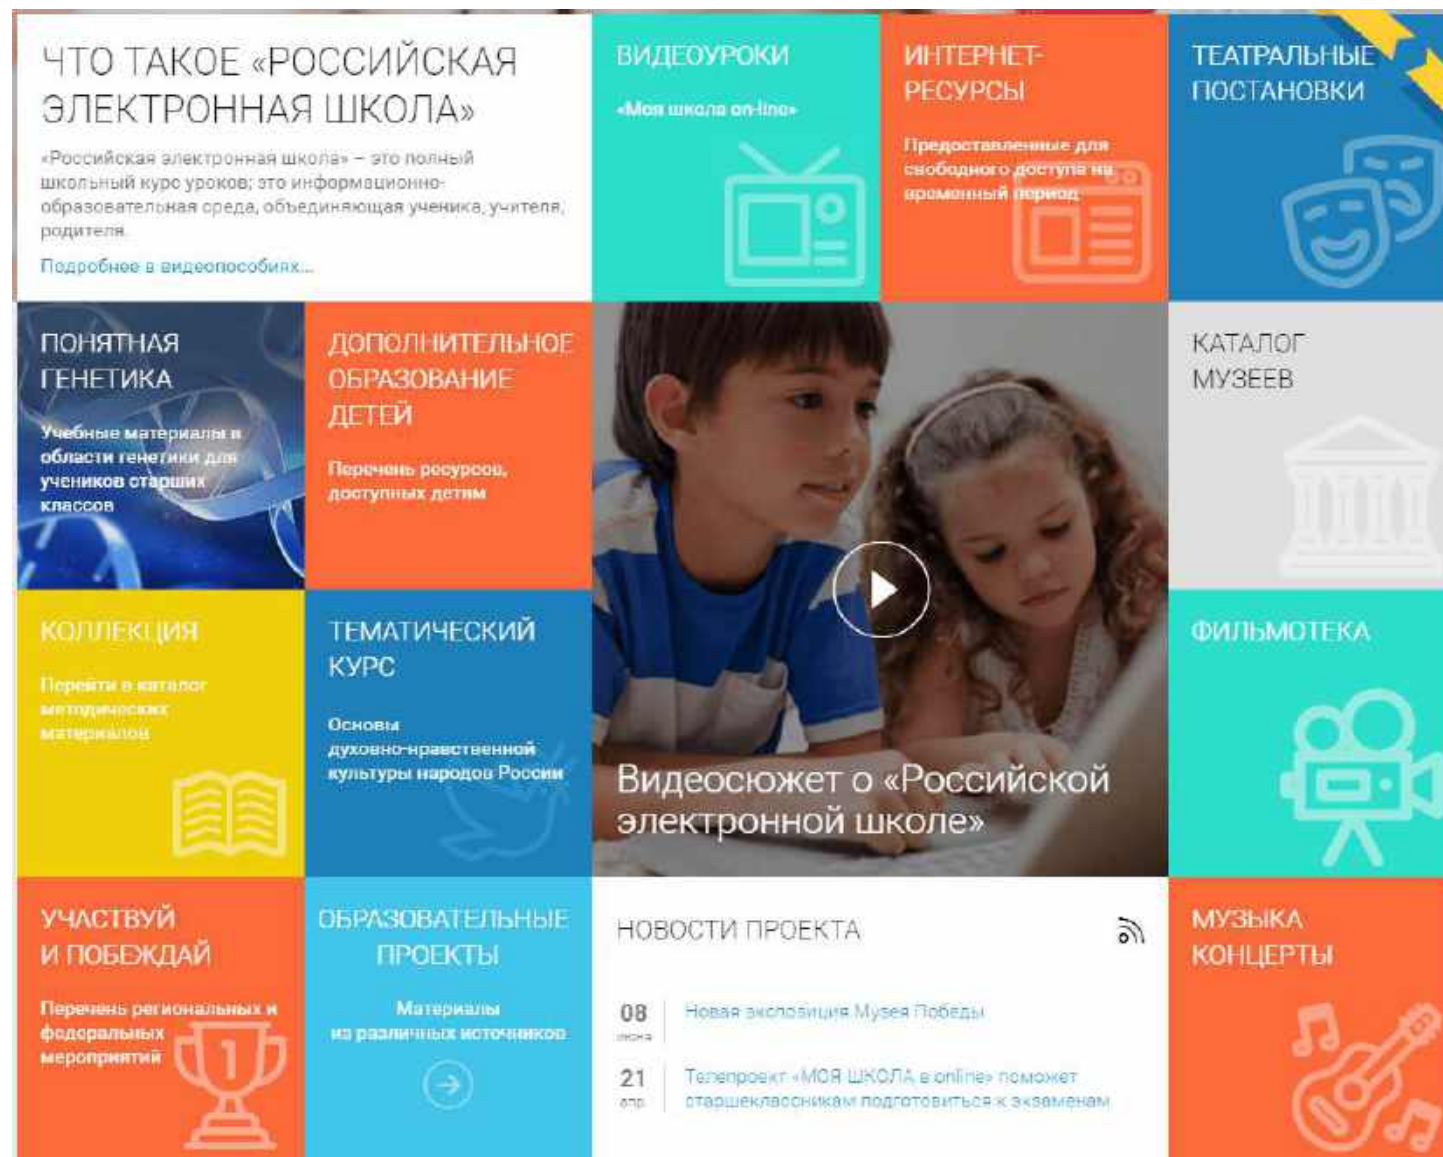 ЧТО ТАКОЕ «РОССИЙСКАЯ
ЭЛЕКТРОННАЯ ШКОЛА»
«Российская электронная школа» – это полный
школьный курс уроков; это информационно-
образовательная среда, объединяющая ученика, учителя,
родителя.
Подробнее в видеопособиях...
ВИДЕОУРОКИ
«Моя школа on-line»
ИНТЕРНЕТ-
РЕСУРСЫ
Предоставленные для
свободного доступа на
временный период
ТЕАТРАЛЬНЫЕ
ПОСТАНОВКИ
ПОНЯТНАЯ
ГЕНЕТИКА
Учебные материалы в
области генетики для
учеников старших
классов
ДОПОЛНИТЕЛЬНОЕ
ОБРАЗОВАНИЕ
ДЕТЕЙ
Перечень ресурсов,
доступных детям
КАТАЛОГ
МУЗЕЕВ
КОЛЛЕКЦИЯ
Перейти в каталог
методических
материалов
ТЕМАТИЧЕСКИЙ
КУРС
Основы
духовно-нравственной
культуры народов России
Видеосюжет о «Российской
электронной школе»
ФИЛЬМОТЕКА
УЧАСТВУЙ
И ПОБЕЖДАЙ
Перечень региональных и
федеральных
мероприятий
1
ОБРАЗОВАТЕЛЬНЫЕ
ПРОЕКТЫ
Материалы
из различных источников
НОВОСТИ ПРОЕКТА
08
июня
Новая экспозиция Музея Победы
21
апр.
Телепроект «МОЯ ШКОЛА в online» поможет
старшеклассникам подготовиться к экзаменам
МУЗЫКА
КОНЦЕРТЫ